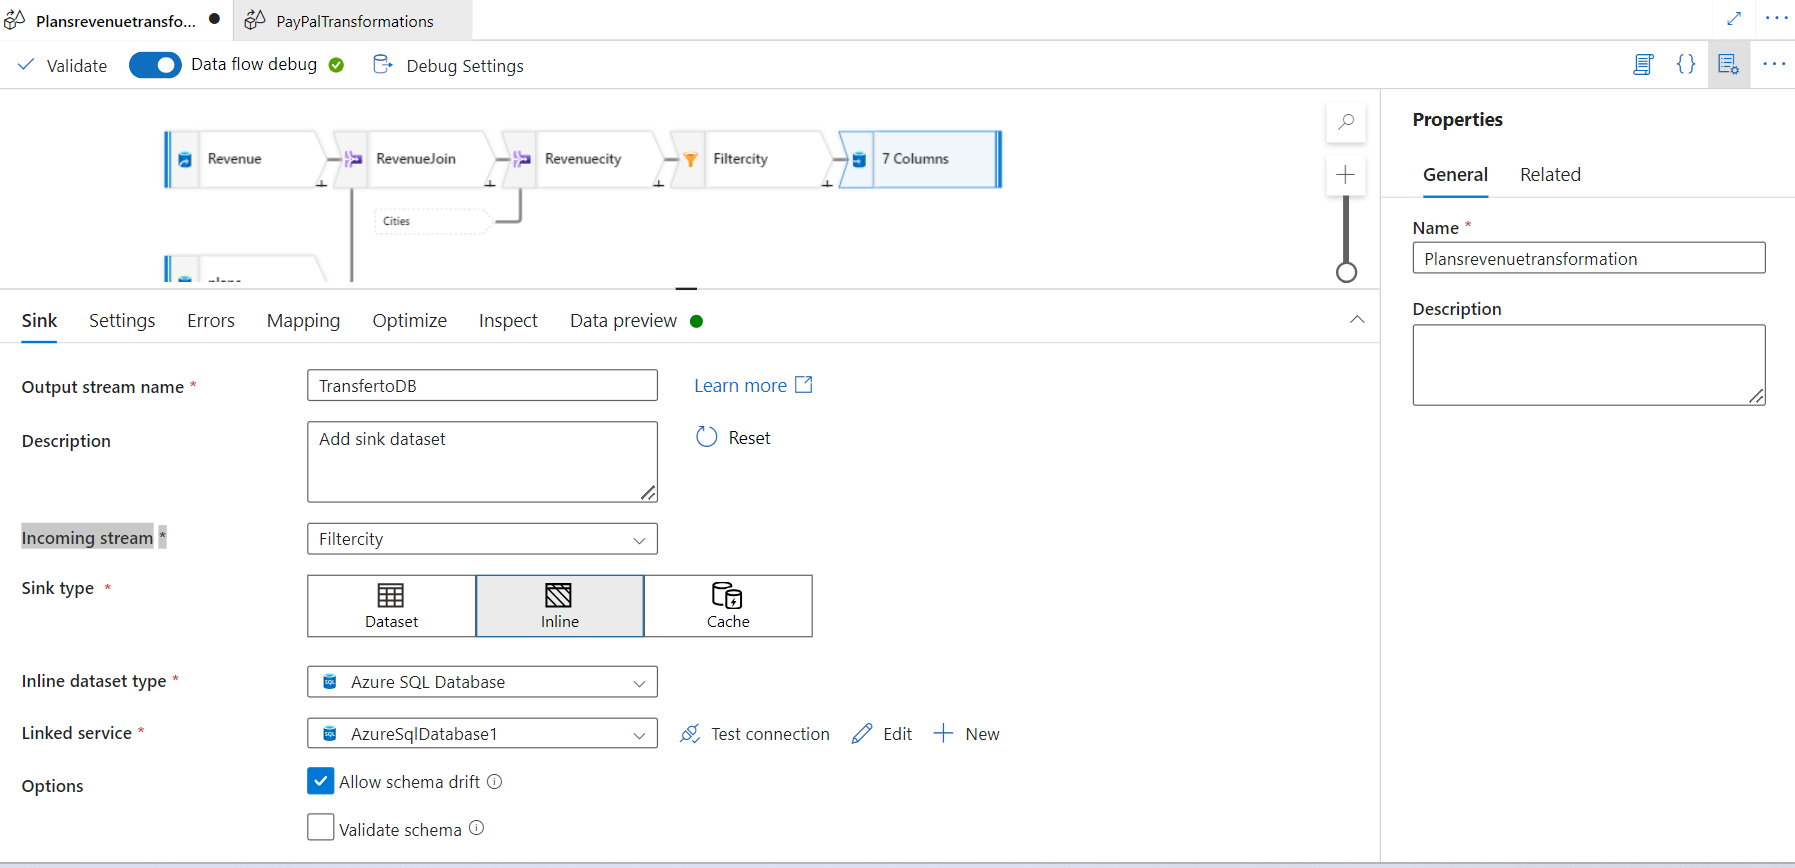 Plansrevenuetransfo...
PayPalTransformations
Validate
Data flow debug
Debug Settings
Revenue
RevenueJoin
Revenuecity
Filtercity
7 Columns
Cities
Properties
General
Related
Name *
Plansrevenuetransformation
Description
Sink
Settings
Errors
Mapping
Optimize
Inspect
Data preview
Output stream name *
TransfertoDB
Learn more
Description
Add sink dataset
Reset
Incoming stream *
Filtercity
Sink type *
Dataset
Inline
Cache
Inline dataset type *
SQL
Azure SQL Database
Linked service *
SQL
AzureSqlDatabase1
Test connection
Edit
New
Options
Allow schema drift
Validate schema